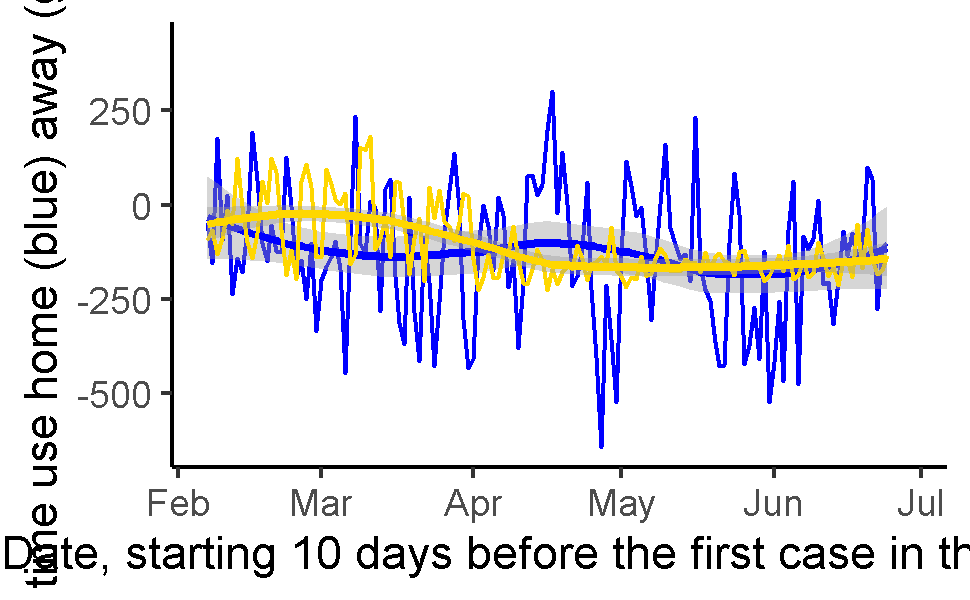 time use home (blue) away (
250
0
-250
-500
Feb Mar Apr May Jun Jul
Date, starting 10 days before the first case in th